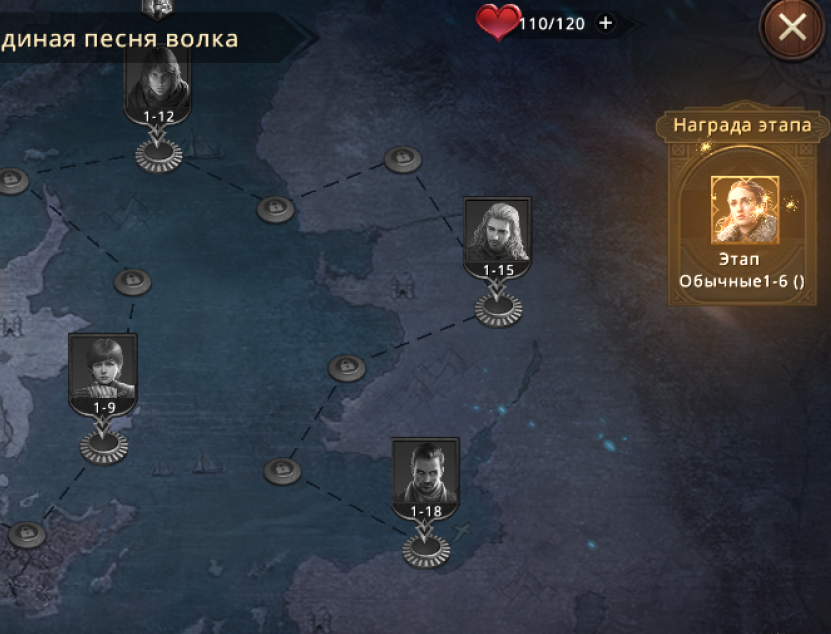 диная песня волка
110/120 +
1-12
Награда этапа
1-15
Этап
Обычные1-6 ()
1-9
1-18